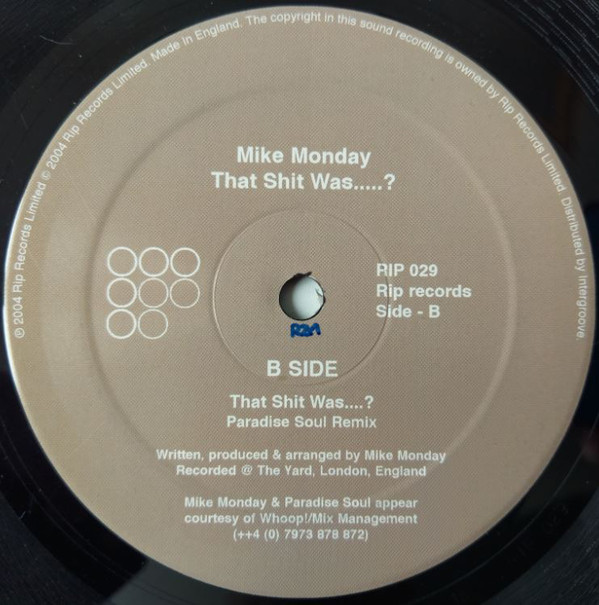 ℗ 2004 Rip Records Limited © 2004 Rip Records Limited. Made In England. The copyright in this sound recording is owned by Rip Records Limited. Distributed by Intergroove.
Mike Monday
That Shit Was.....?
RIP 029
Rip records
Side - B
B SIDE
That Shit Was....?
Paradise Soul Remix
Written, produced & arranged by Mike Monday
Recorded @ The Yard, London, England
Mike Monday & Paradise Soul appear
courtesy of Whoop!/Mix Management
(++4 (0) 7973 878 872)